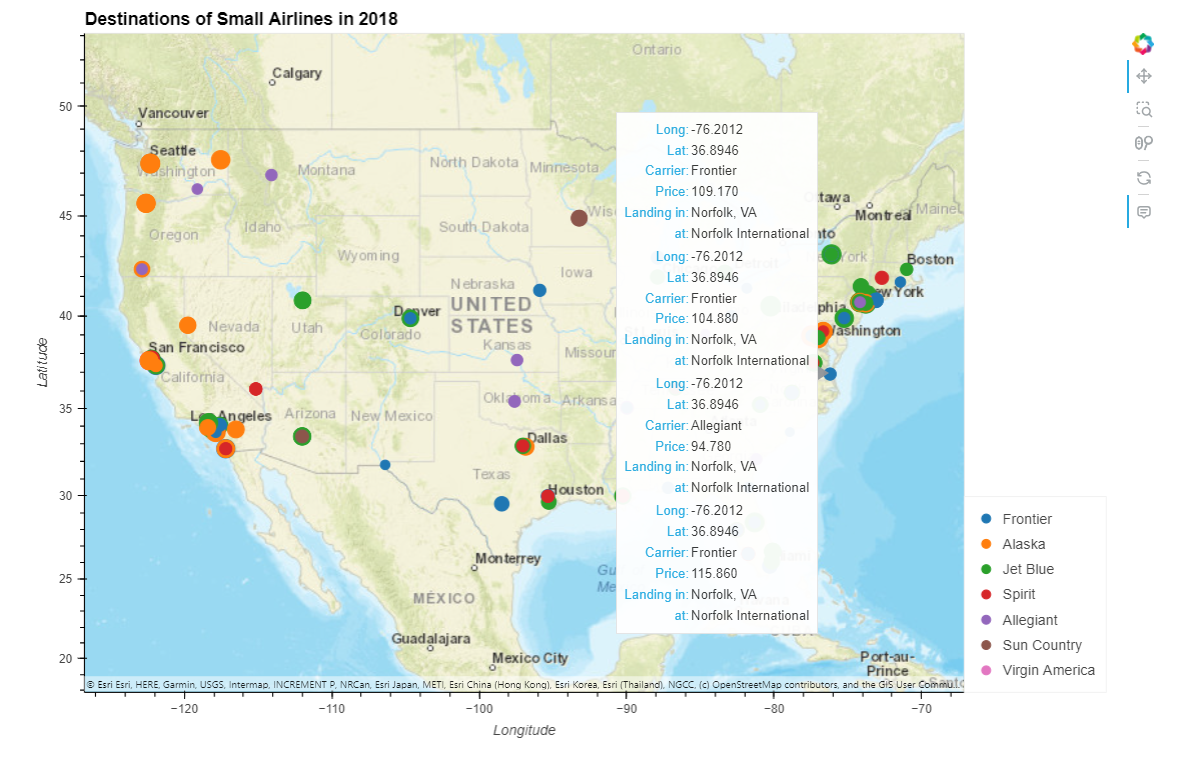 Destinations of Small Airlines in 2018
Ontario
Calgary
50
Vancouver
Long: -76.2012
Seattle
Lat: 36.8946
Washington
North Dakota
Minnesota
Montana
Carrier: Frontier
Price: 109.170
Ottawa
45
Landing in: Norfolk, VA
Montreal
Maine
Oregon
Idaho
South Dakota
Wisc
at: Norfolk International
nto
Wyoming
Long: -76.2012
York
Boston
Iowa
Lat: 36.8946
Nebraska
Carrier: Frontier
ew York
UNITED
STATES
Denver
Price: 104.880
phia
40
Nevada
Utah
Colorado
Landing in: Norfolk, VA
Washington
San Francisco
Kansas
Missour
at: Norfolk International
California
Long: -76.2012
Latitude
Oklahoma
Arkansa
Lat: 36.8946
35
Los Angeles
Arizona
New Mexico
Carrier: Allegiant
Dallas
Price: 94.780
Texas
Landing in: Norfolk, VA
Houston
at: Norfolk International
30
Long: -76.2012
Frontier
Lat: 36.8946
Alaska
Monterrey
Carrier: Frontier
Gu
Me
Price: 115.860
Jet Blue
25
MÉXICO
Landing in: Norfolk, VA
Spirit
at: Norfolk International
Allegiant
Guadalajara
Sun Country
20
Mexico City
Port-au-
Prince
Virgin America
© Esri Esri, HERE, Garmin, USGS, Intermap, INCREMENT P, NRCan, Esri Japan, METI, Esri China (Hong Kong), Esri Korea, Esri (Thailand), NGCC, (c) OpenStreetMap contributors, and the GIS User Commu...
−120
−110
−100
−90
−80
−70
Longitude